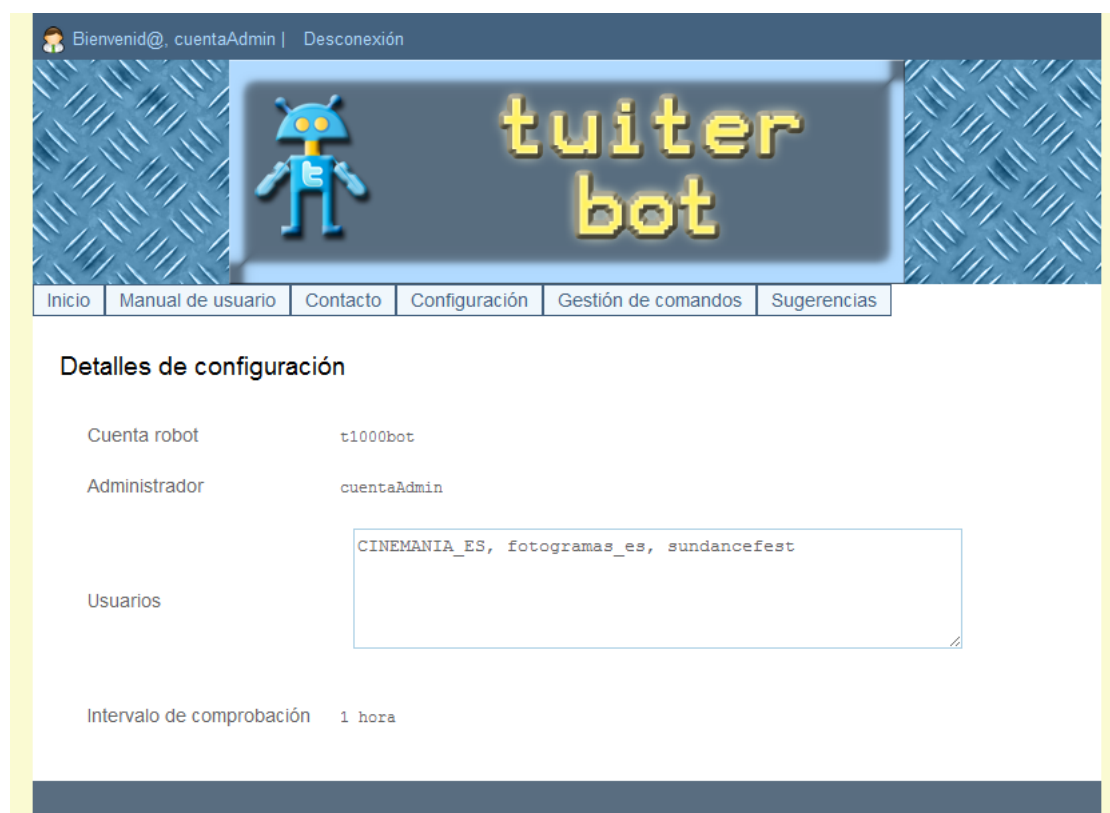 Bienvenid@, cuentaAdmin | Desconexión
tuiter
bot
t
Inicio Manual de usuario Contacto Configuración Gestión de comandos Sugerencias
Detalles de configuración
Cuenta robot t1000bot
Administrador cuentaAdmin
CINEMANIA_ES, fotogramas_es, sundancefest
Usuarios
Intervalo de comprobación 1 hora